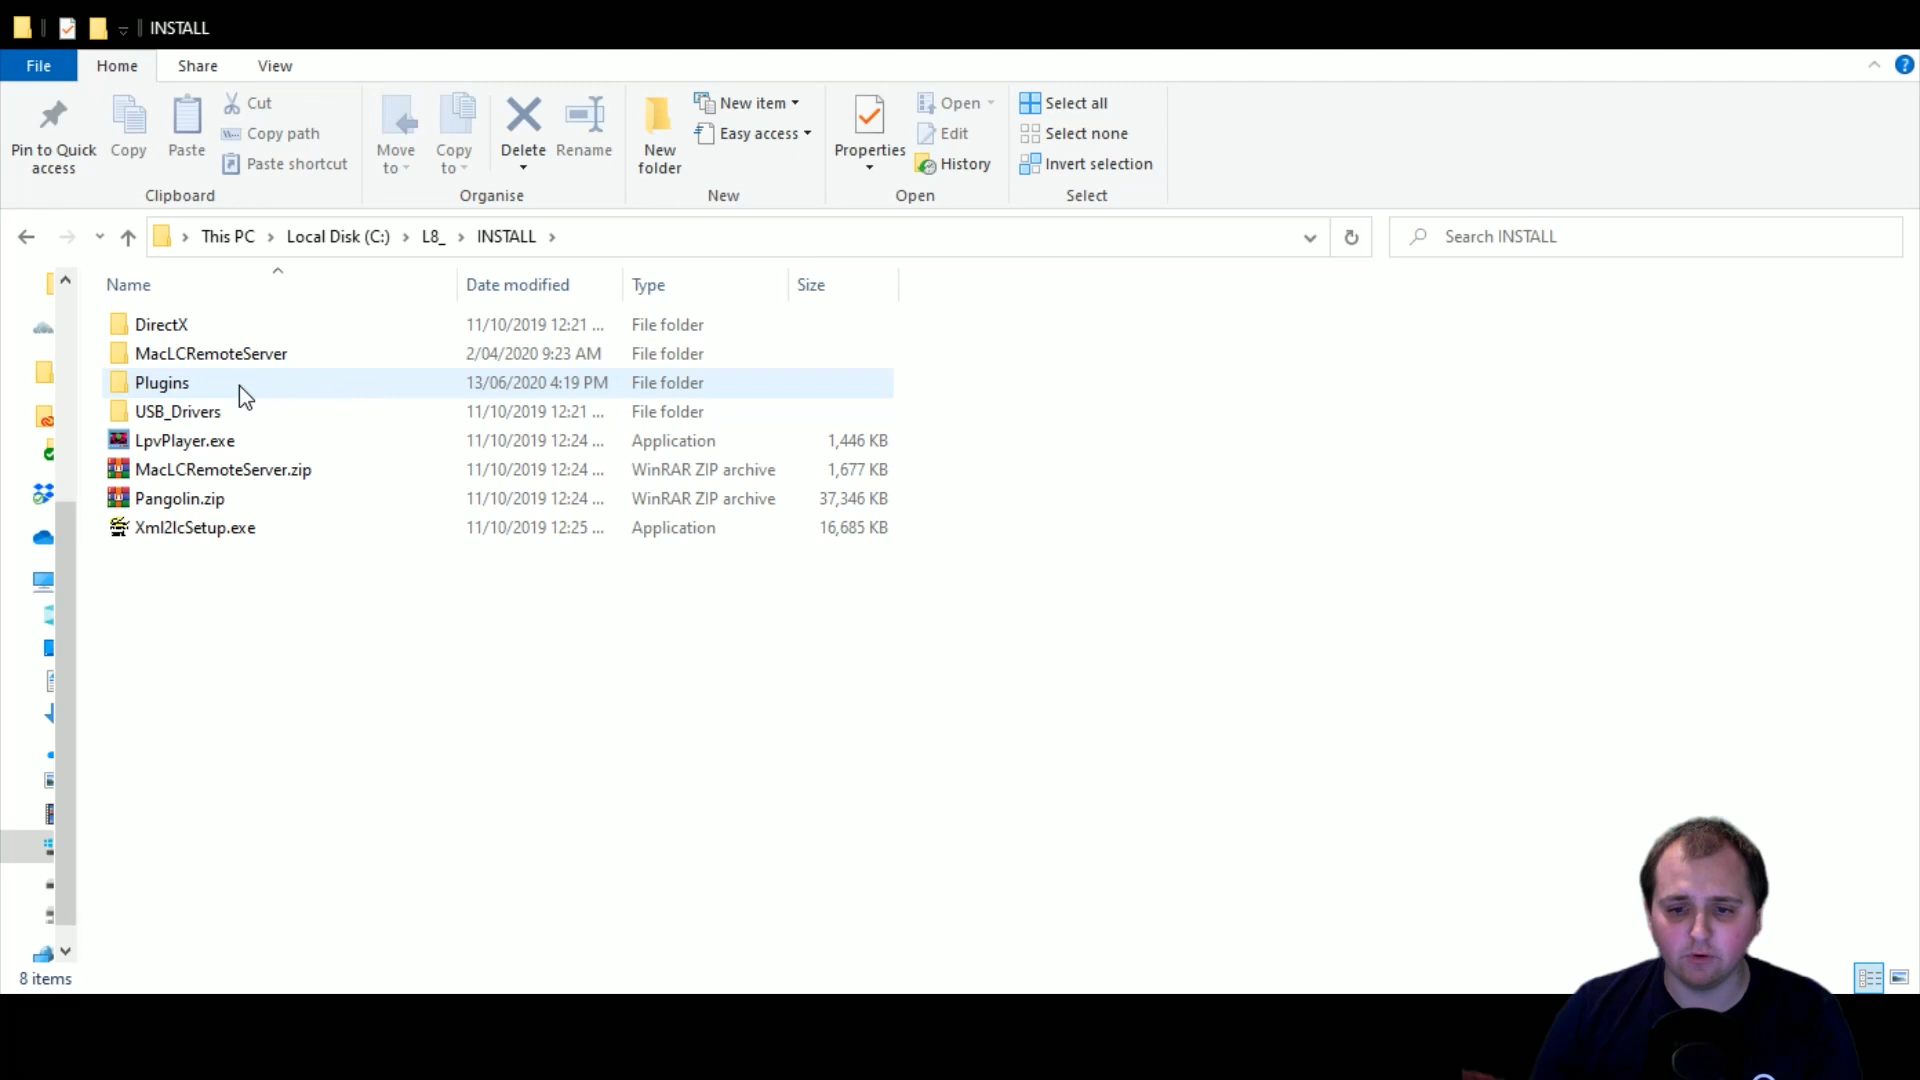 INSTALL
File Home Share View
Pin to Quick access
Copy
Paste
Cut
Copy path
Paste shortcut
Clipboard
Move to
Copy to
Delete
Rename
Organise
New folder
New item
Easy access
New
Properties
Open
Edit
History
Open
Select all
Select none
Invert selection
Select
This PC Local Disk (C:) L8_ INSTALL
Search INSTALL
Name Date modified Type Size
DirectX 11/10/2019 12:21 ... File folder
MacLCRemoteServer 2/04/2020 9:23 AM File folder
Plugins 13/06/2020 4:19 PM File folder
USB_Drivers 11/10/2019 12:21 ... File folder
LpvPlayer.exe 11/10/2019 12:24 ... Application 1,446 KB
MacLCRemoteServer.zip 11/10/2019 12:24 ... WinRAR ZIP archive 1,677 KB
Pangolin.zip 11/10/2019 12:24 ... WinRAR ZIP archive 37,346 KB
Xml2lcSetup.exe 11/10/2019 12:25 ... Application 16,685 KB
8 items